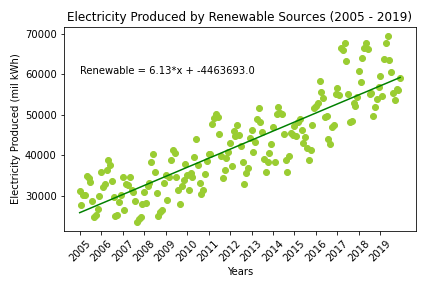 Electricity Produced by Renewable Sources (2005 - 2019)
70000
60000
50000
40000
30000
Electricity Produced (mil kWh)
Renewable = 6.13*x + -4463693.0
2005 2006 2007 2008 2009 2010 2011 2012 2013 2014 2015 2016 2017 2018 2019
Years